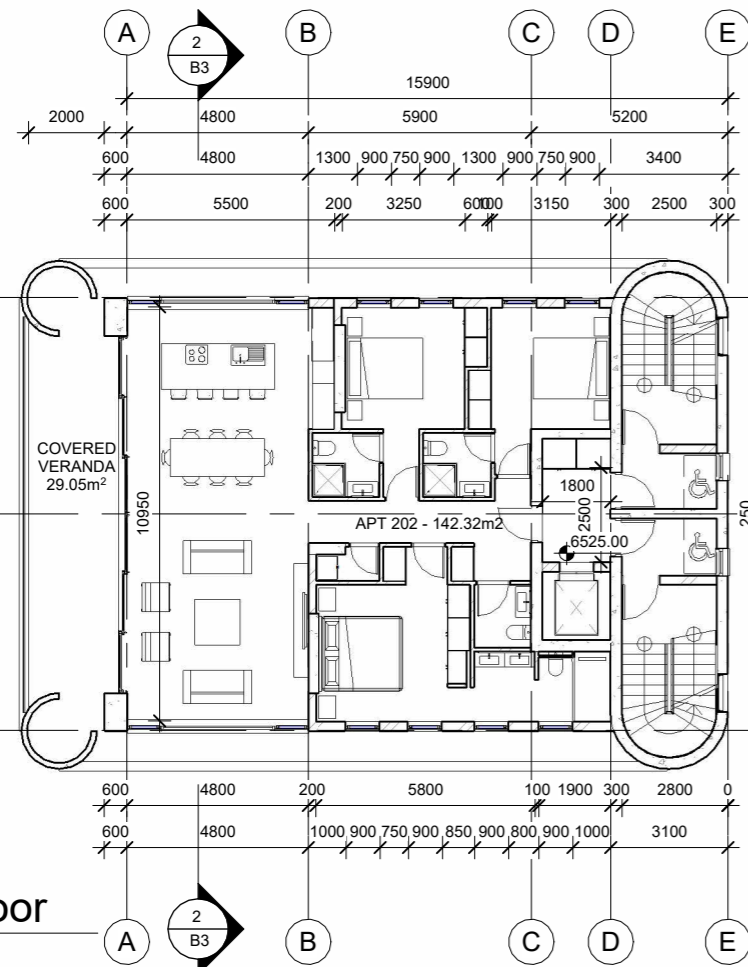 A B C D E
2
B3
15900
2000 4800 5900 5200
600 4800 1300 900 750 900 1300 900 750 900 3400
600 5500 200 3250 600 3150 300 2500 300
COVERED
VERANDA
29.05m²
10950
APT 202 - 142.32m2
1800
2500
6525.00
250
600 4800 200 5800 100 1900 300 2800 0
600 4800 1000 900 750 900 850 900 800 900 1000 3100
oor
2
B3
A B C D E